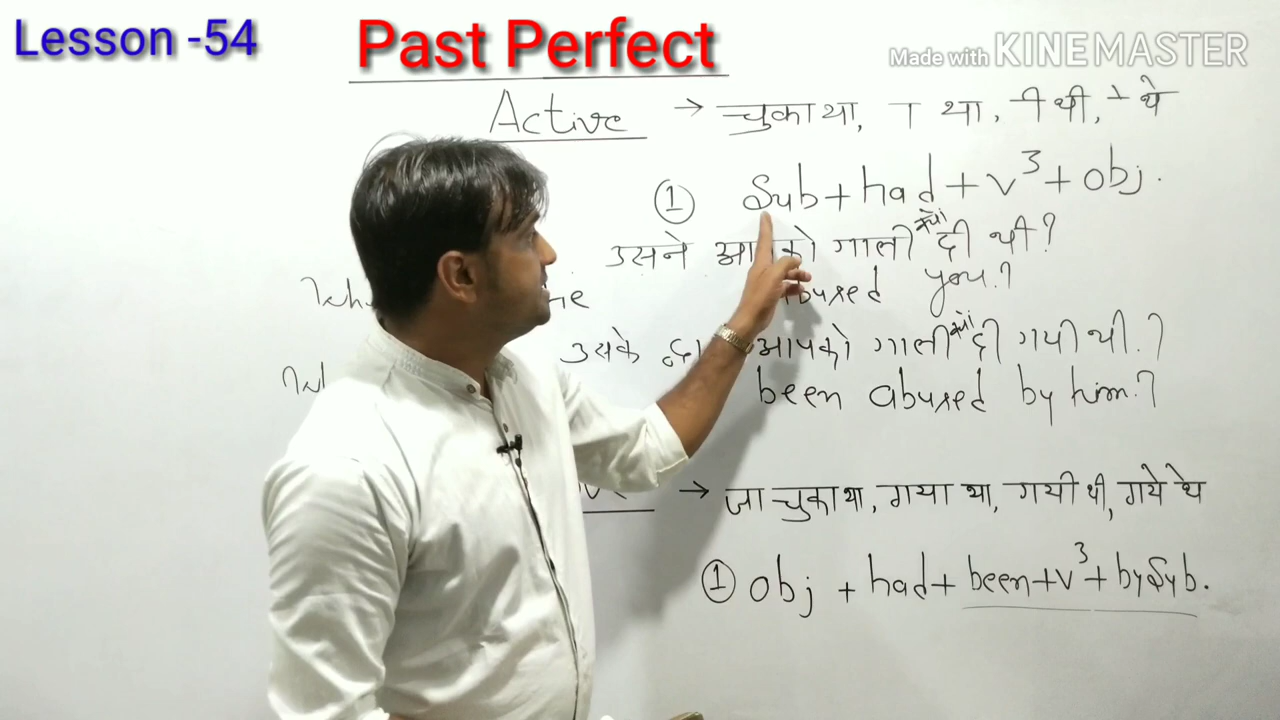 Lesson -54
Past Perfect
Made with KINEMASTER
Active → चुका था, ा था, ी थी, े थे
① Sub + had + v³ + obj.
उसने आपको गाली क्यों दी थी?
abused you?
उसके आपको गाली क्यों दी गयी थी?
been abused by him?
→ जा चुका था, गया था, गयी थी, गये थे
① obj + had + been + v³ + by Sub.